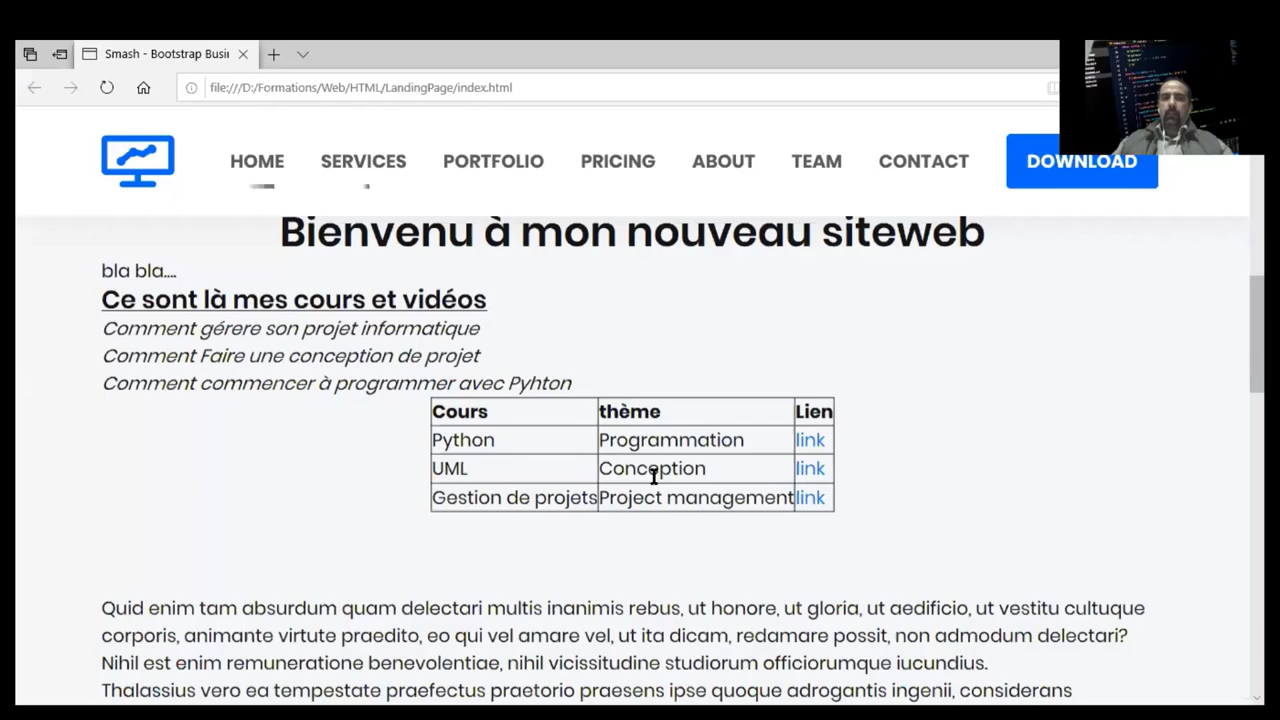 Smash - Bootstrap Busi
file:///D:/Formations/Web/HTML/LandingPage/index.html
HOME SERVICES PORTFOLIO PRICING ABOUT TEAM CONTACT DOWNLOAD
Bienvenu à mon nouveau siteweb
bla bla....
Ce sont là mes cours et vidéos
Comment gérere son projet informatique
Comment Faire une conception de projet
Comment commencer à programmer avec Pyhton
Cours thème Lien
Python Programmation link
UML Conception link
Gestion de projets Project management link
Quid enim tam absurdum quam delectari multis inanimis rebus, ut honore, ut gloria, ut aedificio, ut vestitu cultuque
corporis, animante virtute praedito, eo qui vel amare vel, ut ita dicam, redamare possit, non admodum delectari?
Nihil est enim remuneratione benevolentiae, nihil vicissitudine studiorum officiorumque iucundius.
Thalassius vero ea tempestate praefectus praetorio praesens ipse quoque adrogantis ingenii, considerans